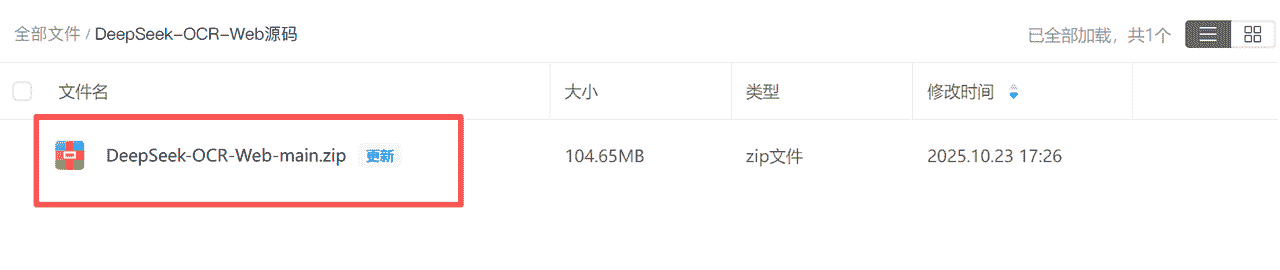 全部文件 / DeepSeek-OCR-Web源码 已全部加载，共1个
文件名 大小 类型 修改时间
DeepSeek-OCR-Web-main.zip 更新 104.65MB zip文件 2025.10.23 17:26